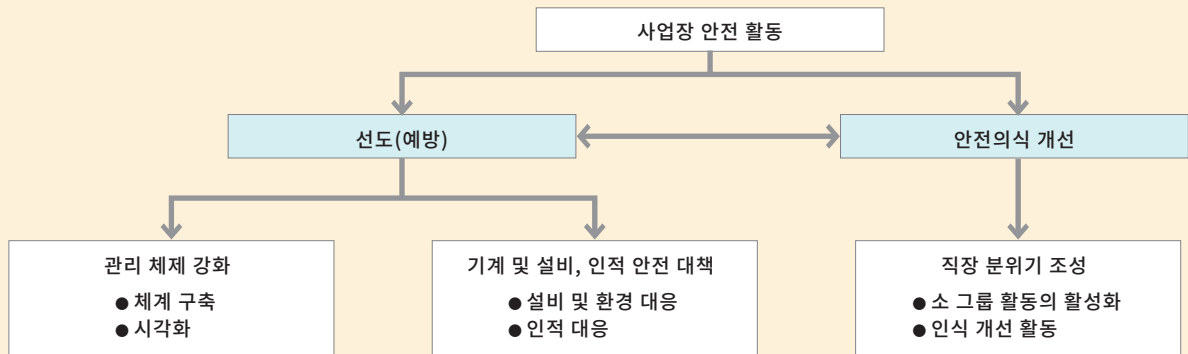 사업장 안전 활동
선도(예방)
안전의식 개선
관리 체제 강화
● 체계 구축
● 시각화
기계 및 설비, 인적 안전 대책
● 설비 및 환경 대응
● 인적 대응
직장 분위기 조성
● 소 그룹 활동의 활성화
● 인식 개선 활동